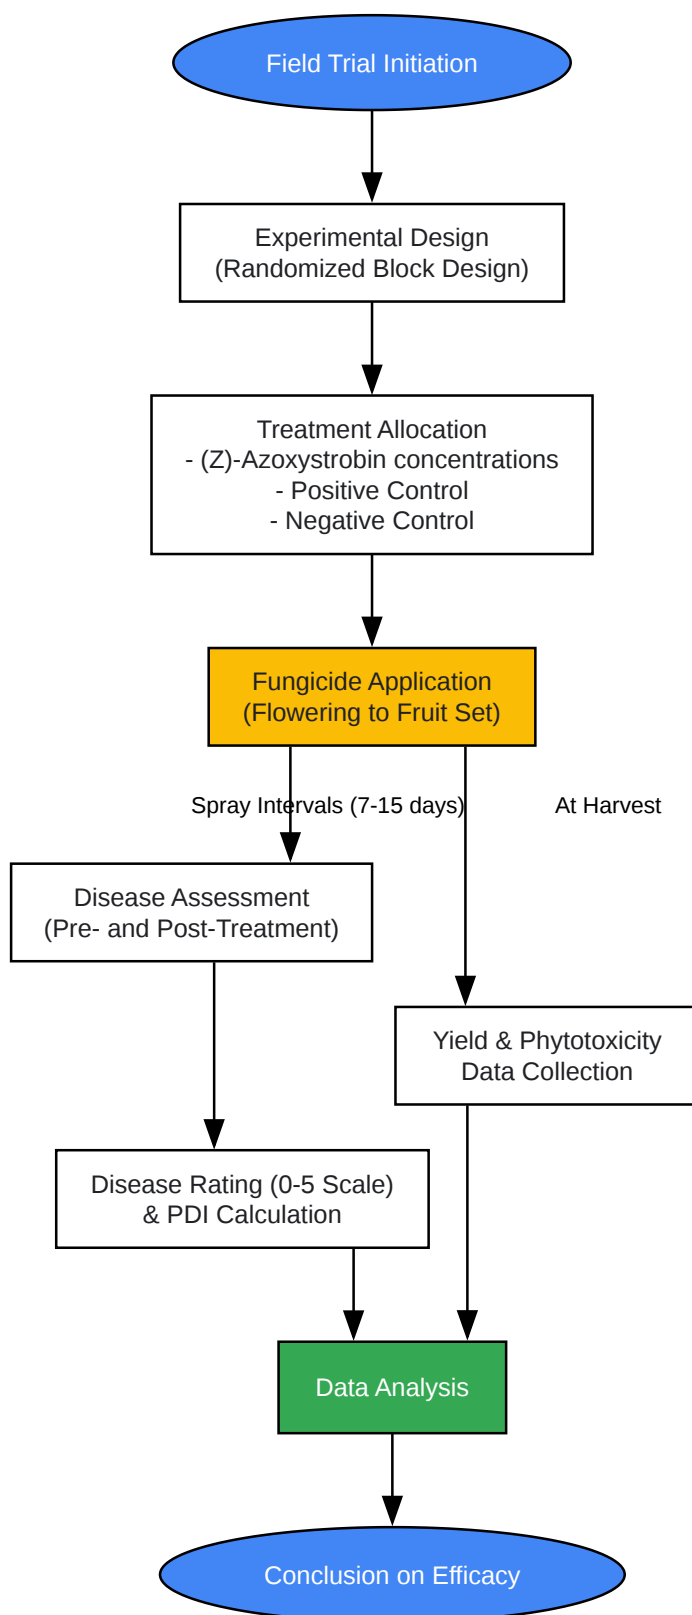 Field Trial Initiation
Experimental Design
(Randomized Block Design)
Treatment Allocation
- (Z)-Azoxystrobin concentrations
- Positive Control
- Negative Control
Fungicide Application
(Flowering to Fruit Set)
Spray Intervals (7-15 days)
At Harvest
Disease Assessment
(Pre- and Post-Treatment)
Yield & Phytotoxicity
Data Collection
Disease Rating (0-5 Scale)
& PDI Calculation
Data Analysis
Conclusion on Efficacy